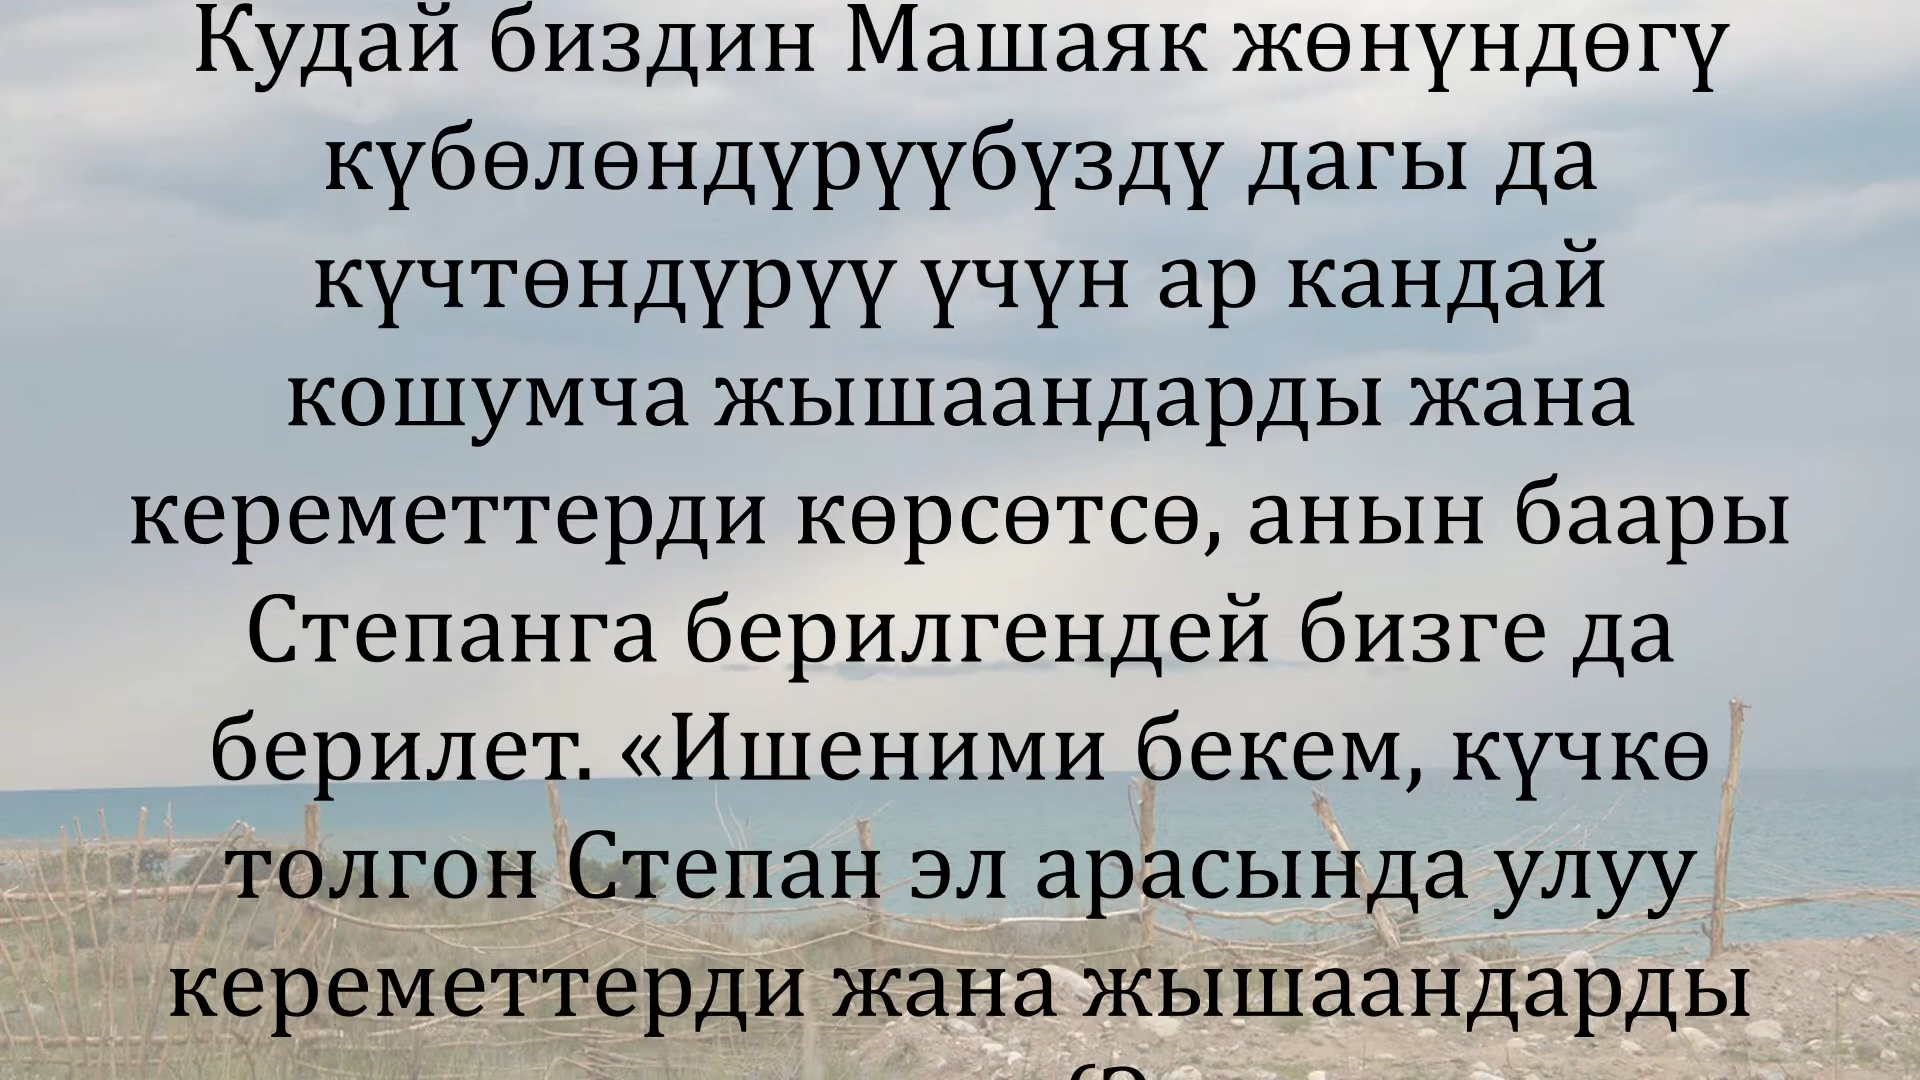 Кудай биздин Машаяк жөнүндөгү
күбөлөндүрүүбүздү дагы да
күчтөндүрүү үчүн ар кандай
кошумча жышаандарды жана
кереметтерди көрсөтсө, анын баары
Степанга берилгендей бизге да
берилет. «Ишеними бекем, күчкө
толгон Степан эл арасында улуу
кереметтерди жана жышаандарды